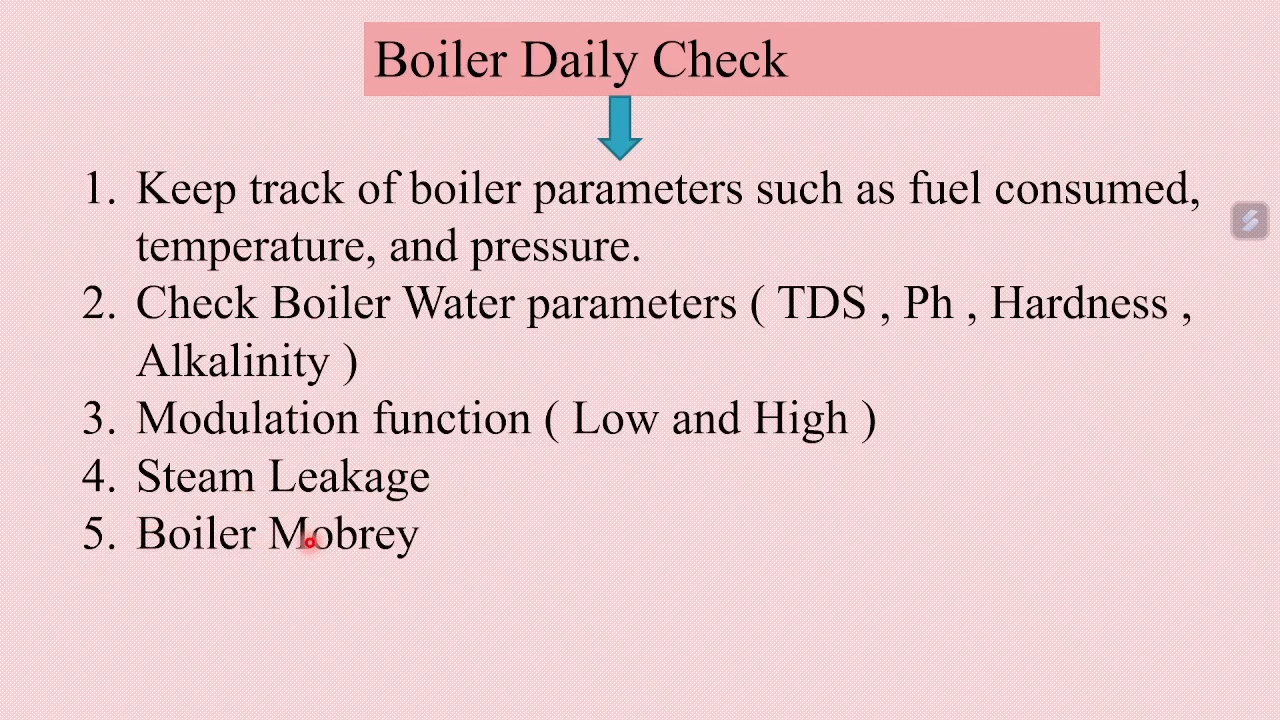 Boiler Daily Check
1. Keep track of boiler parameters such as fuel consumed,
temperature, and pressure.
2. Check Boiler Water parameters ( TDS , Ph , Hardness ,
Alkalinity )
3. Modulation function ( Low and High )
4. Steam Leakage
5. Boiler Mobrey